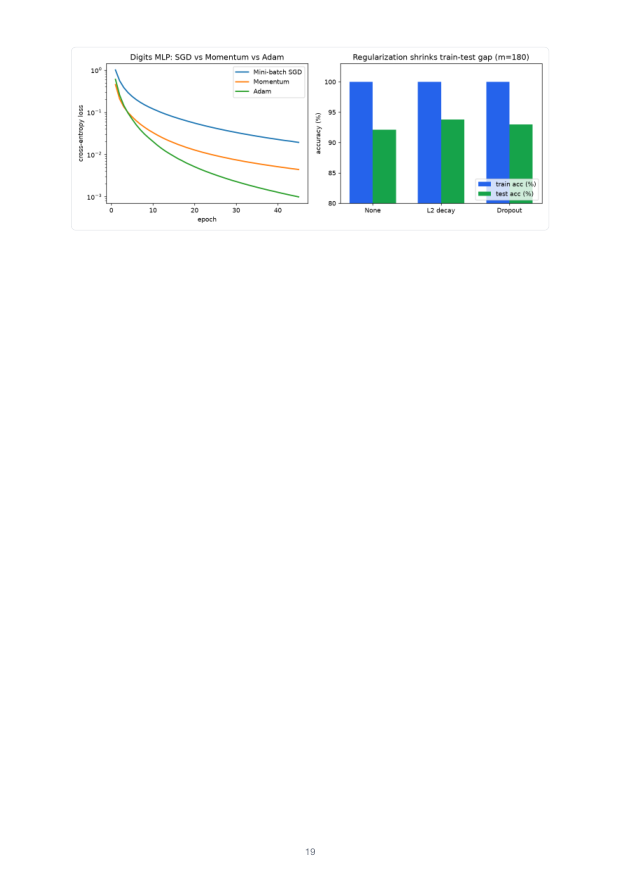 Digits MLP: SGD vs Momentum vs Adam
cross-entropy loss
10⁰
10⁻¹
10⁻²
10⁻³
0 10 20 30 40
epoch
Mini-batch SGD
Momentum
Adam
Regularization shrinks train-test gap (m=180)
accuracy (%)
100
95
90
85
80
None L2 decay Dropout
train acc (%)
test acc (%)
19